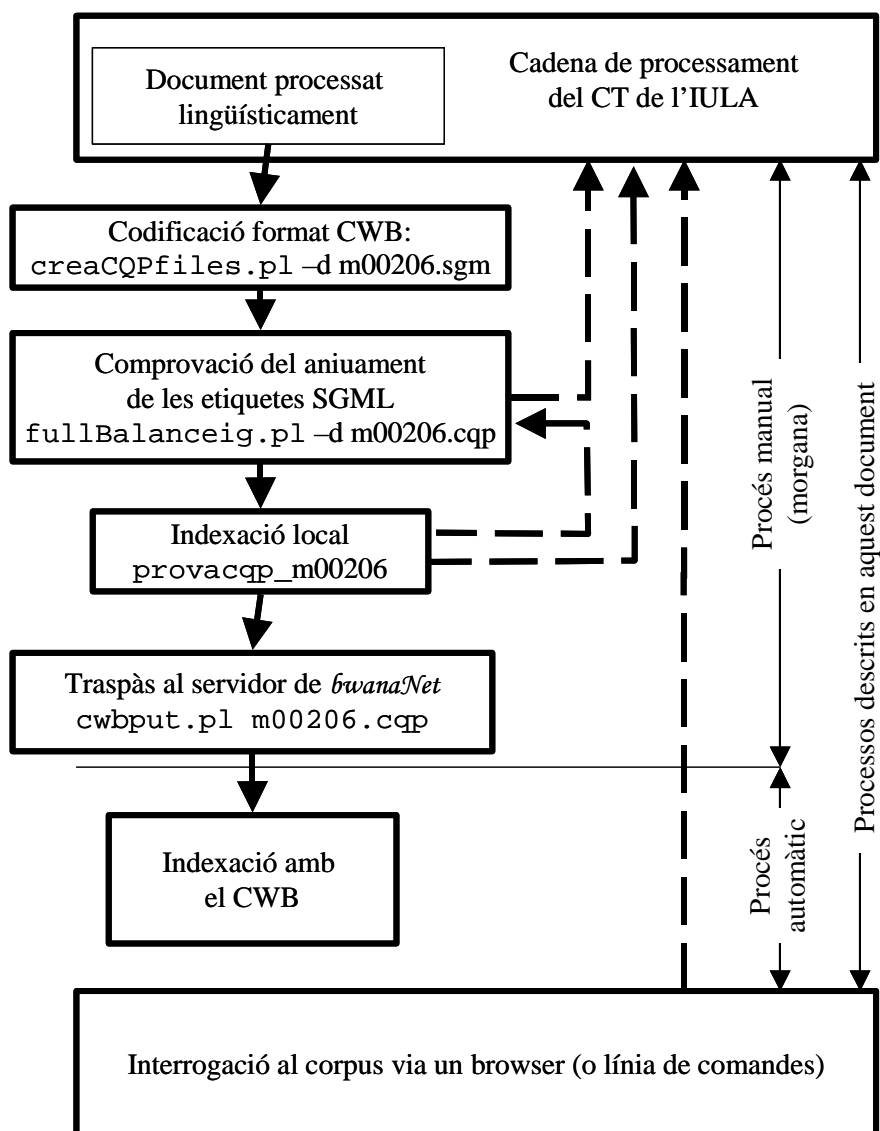 Document processat
lingüísticament
Cadena de processament
del CT de l’IULA
Codificació format CWB:
creaCQPfiles.pl –d m00206.sgm
Comprovació del aniuament
de les etiquetes SGML
fullBalanceig.pl –d m00206.cqp
Indexació local
provacqp_m00206
Traspàs al servidor de bwanaNet
cwbput.pl m00206.cqp
Indexació amb
el CWB
Procés manual
(morgana)
Procés
automàtic
Processos descrits en aquest document
Interrogació al corpus via un browser (o línia de comandes)